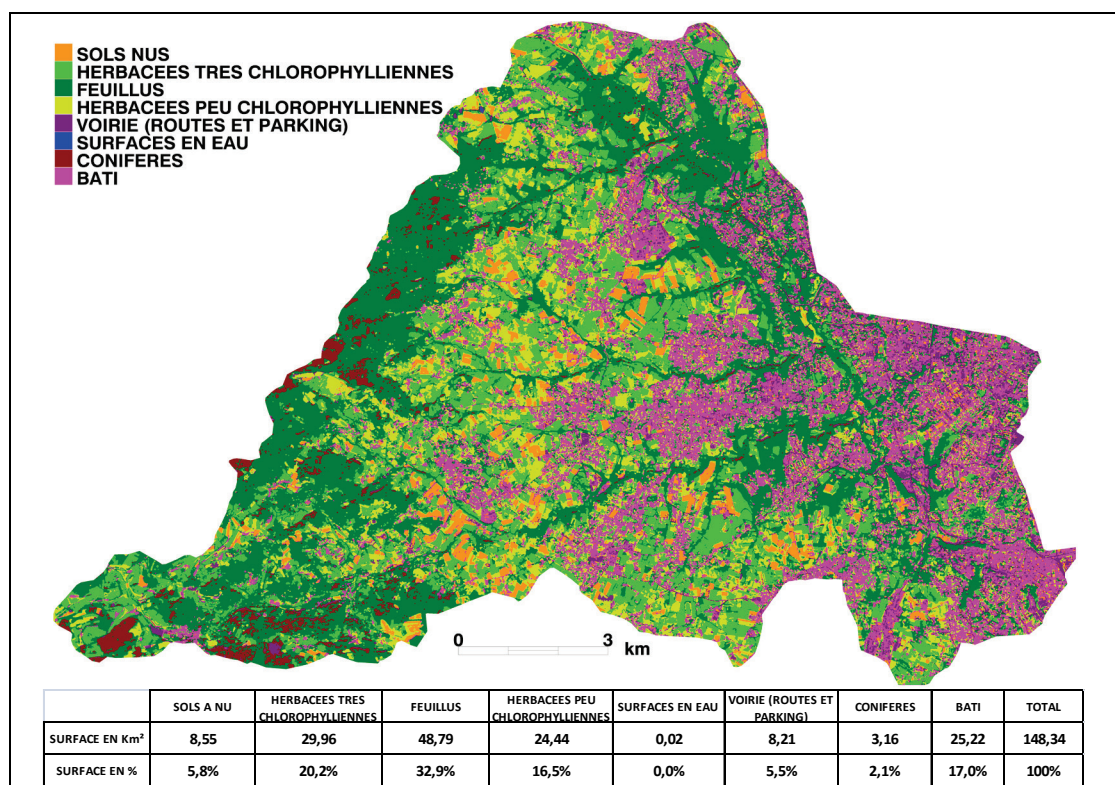 SOLS NUS
HERBACEES TRES CHLOROPHYLLIENNES
FEUILLUS
HERBACEES PEU CHLOROPHYLLIENNES
VOIRIE (ROUTES ET PARKING)
SURFACES EN EAU
CONIFERES
BATI
0 3 km
SOLS A NU HERBACEES TRES CHLOROPHYLLIENNES FEUILLUS HERBACEES PEU CHLOROPHYLLIENNES SURFACES EN EAU VOIRIE (ROUTES ET PARKING) CONIFERES BATI TOTAL
SURFACE EN Km² 8,55 29,96 48,79 24,44 0,02 8,21 3,16 25,22 148,34
SURFACE EN % 5,8% 20,2% 32,9% 16,5% 0,0% 5,5% 2,1% 17,0% 100%